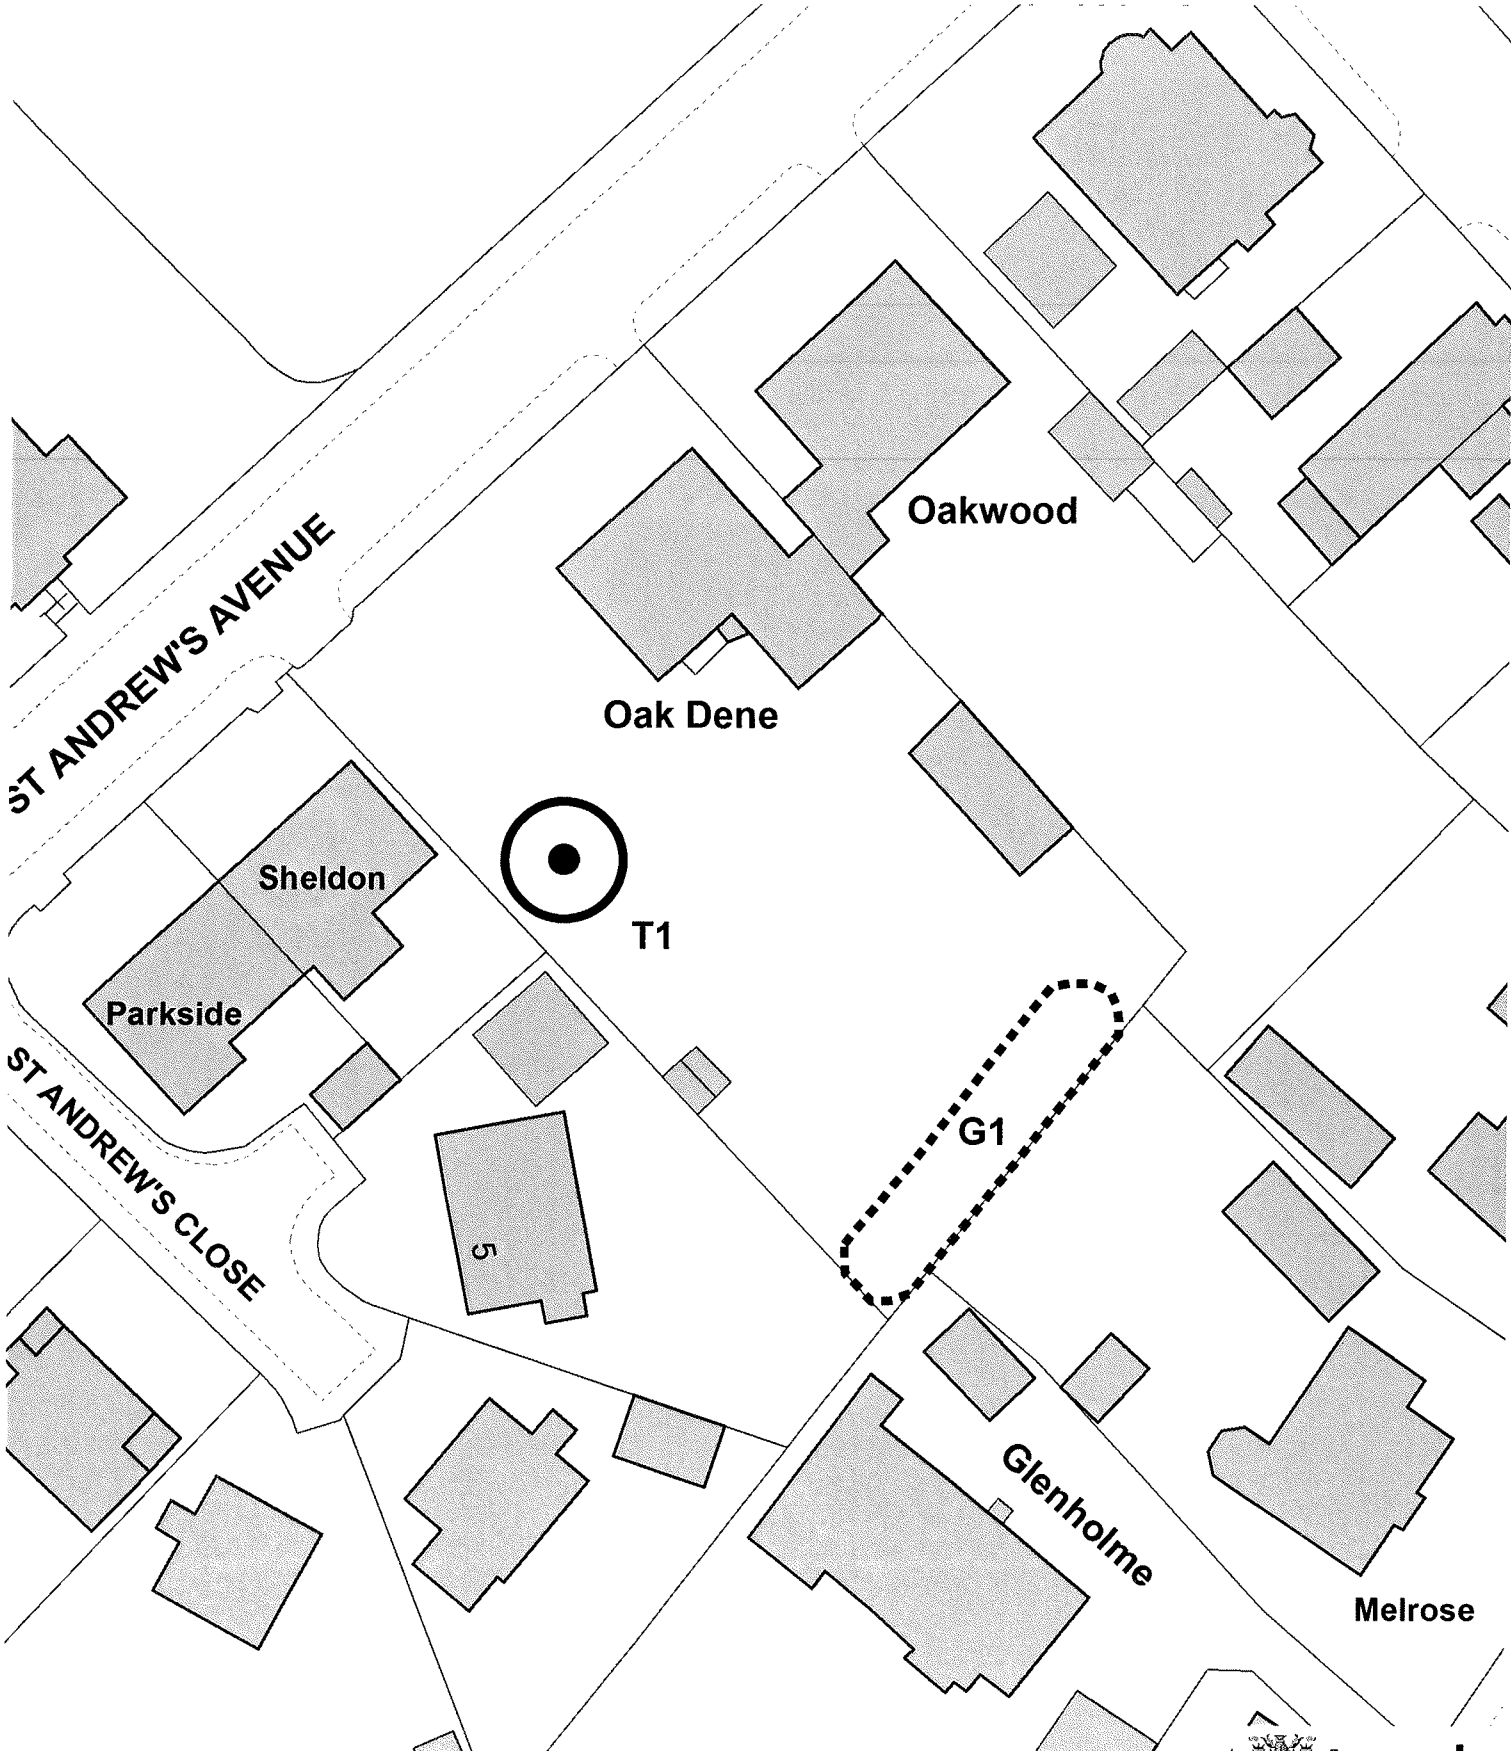 Oakwood
ST ANDREW'S AVENUE
Oak Dene
Sheldon
T1
Parkside
ST ANDREW'S CLOSE
G1
5
Glenholme
Melrose